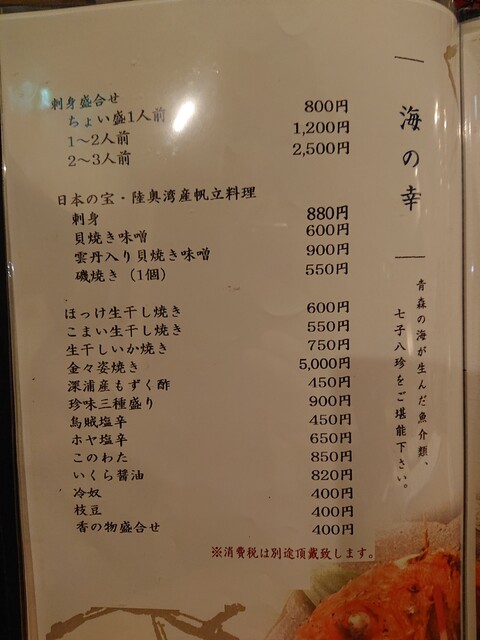 海の幸
青森の海が生んだ魚介類、
七子八珍をご堪能下さい。
刺身盛合せ
ちょい盛1人前 800円
1〜2人前 1,200円
2〜3人前 2,500円
日本の宝・陸奥湾産帆立料理
刺身 880円
貝焼き味噌 600円
雲丹入り貝焼き味噌 900円
磯焼き（1個） 550円
ほっけ生干し焼き 600円
こまい生干し焼き 550円
生干しいか焼き 750円
金々姿焼き 5,000円
深浦産もずく酢 450円
珍味三種盛り 900円
烏賊塩辛 450円
ホヤ塩辛 650円
このわた 850円
いくら醤油 820円
冷奴 400円
枝豆 400円
香の物盛合せ 400円
※消費税は別途頂戴致します。